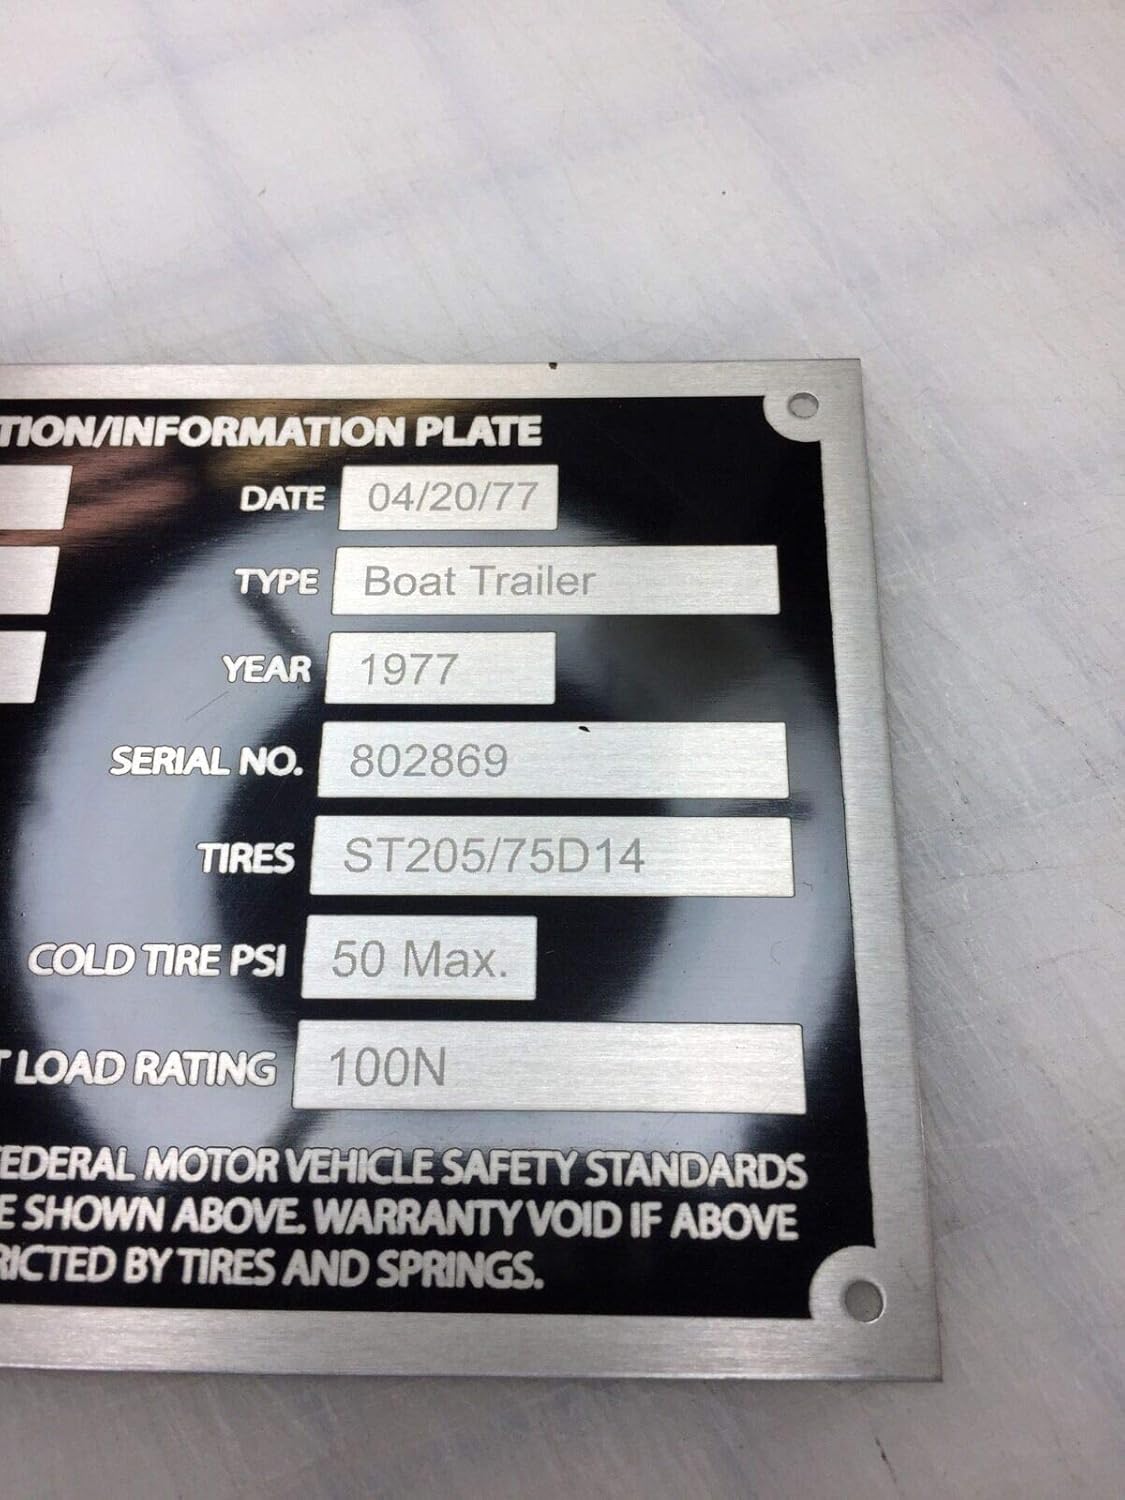 TION/INFORMATION PLATE
DATE 04/20/77
TYPE Boat Trailer
YEAR 1977
SERIAL NO. 802869
TIRES ST205/75D14
COLD TIRE PSI 50 Max.
T LOAD RATING 100N
FEDERAL MOTOR VEHICLE SAFETY STANDARDS
E SHOWN ABOVE. WARRANTY VOID IF ABOVE
RICTED BY TIRES AND SPRINGS.